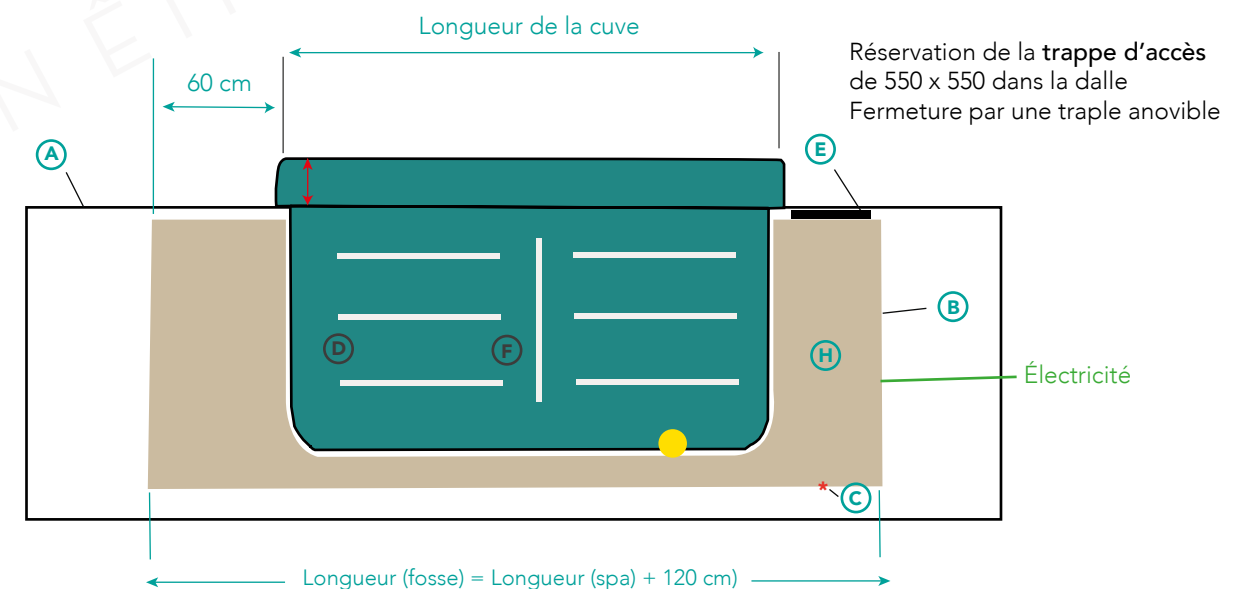 Longueur de la cuve
Réservation de la trappe d'accès
de 550 x 550 dans la dalle
Fermeture par une traple anovible
60 cm
A
E
B
D
F
H
Électricité
*
C
Longueur (fosse) = Longueur (spa) + 120 cm)